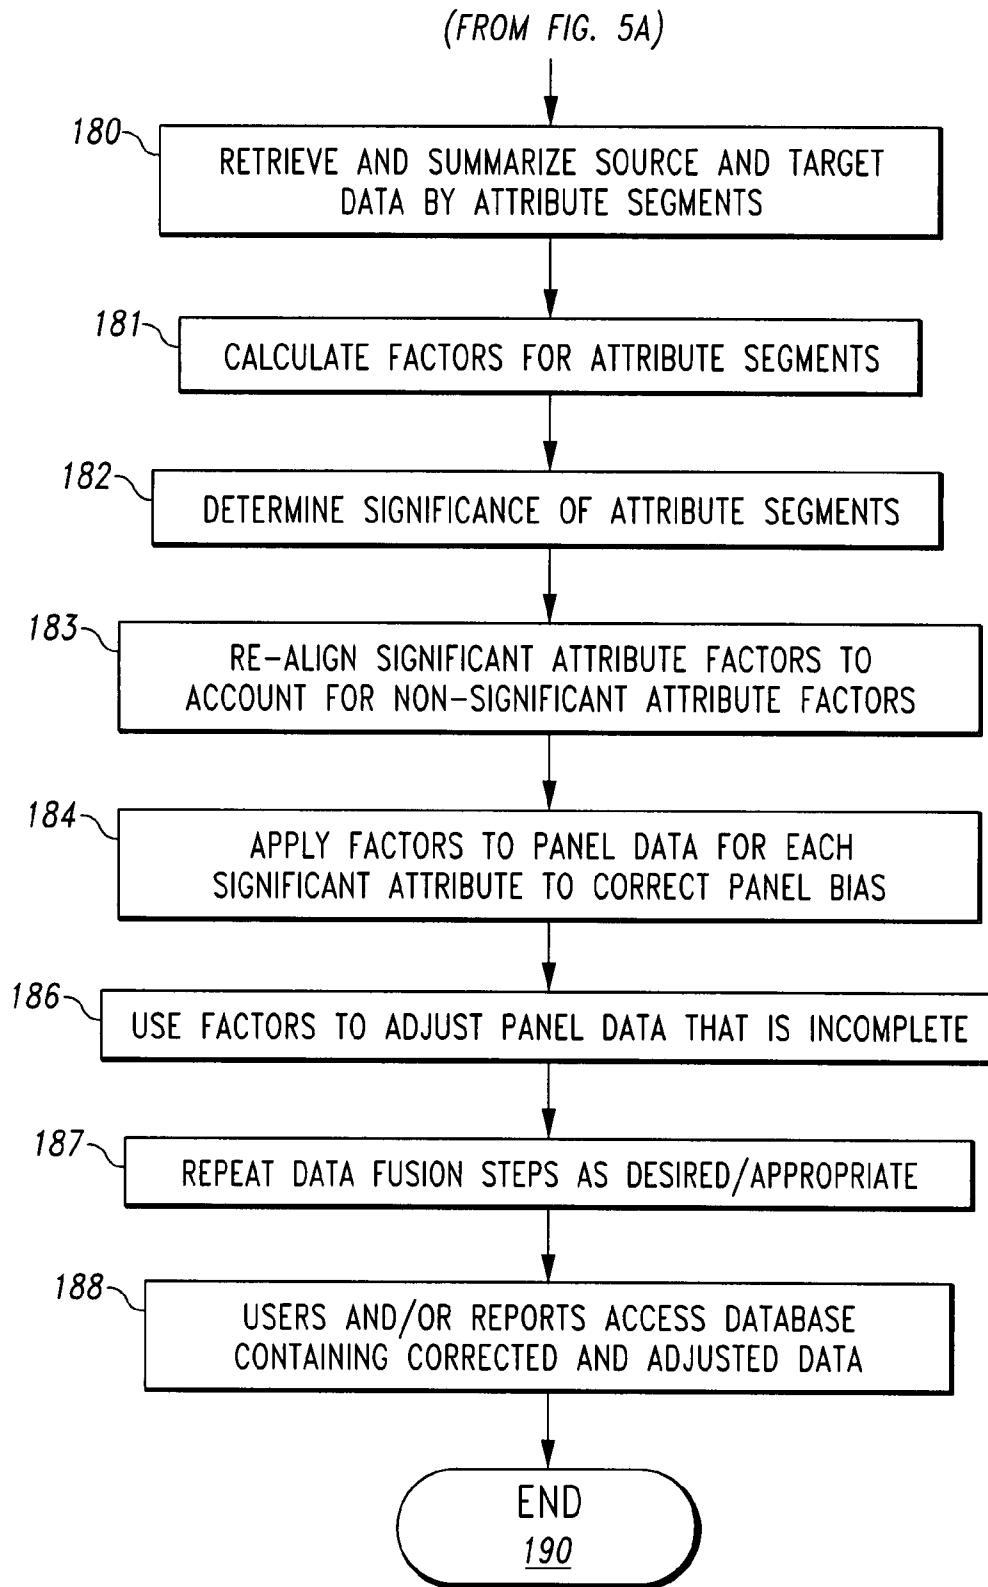 (FROM FIG. 5A)
180
RETRIEVE AND SUMMARIZE SOURCE AND TARGET
DATA BY ATTRIBUTE SEGMENTS
181
CALCULATE FACTORS FOR ATTRIBUTE SEGMENTS
182
DETERMINE SIGNIFICANCE OF ATTRIBUTE SEGMENTS
183
RE-ALIGN SIGNIFICANT ATTRIBUTE FACTORS TO
ACCOUNT FOR NON-SIGNIFICANT ATTRIBUTE FACTORS
184
APPLY FACTORS TO PANEL DATA FOR EACH
SIGNIFICANT ATTRIBUTE TO CORRECT PANEL BIAS
186
USE FACTORS TO ADJUST PANEL DATA THAT IS INCOMPLETE
187
REPEAT DATA FUSION STEPS AS DESIRED/APPROPRIATE
188
USERS AND/OR REPORTS ACCESS DATABASE
CONTAINING CORRECTED AND ADJUSTED DATA
END
190